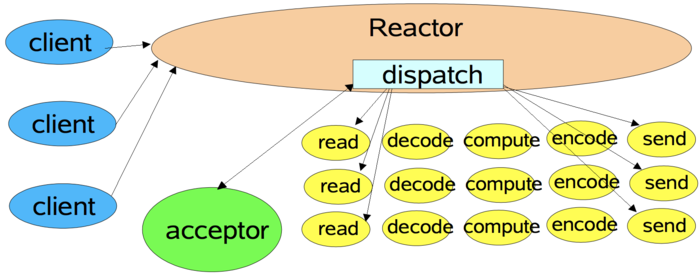 Reactor
client
dispatch
client
read decode compute encode send
read decode compute encode send
client
acceptor
read decode compute encode send